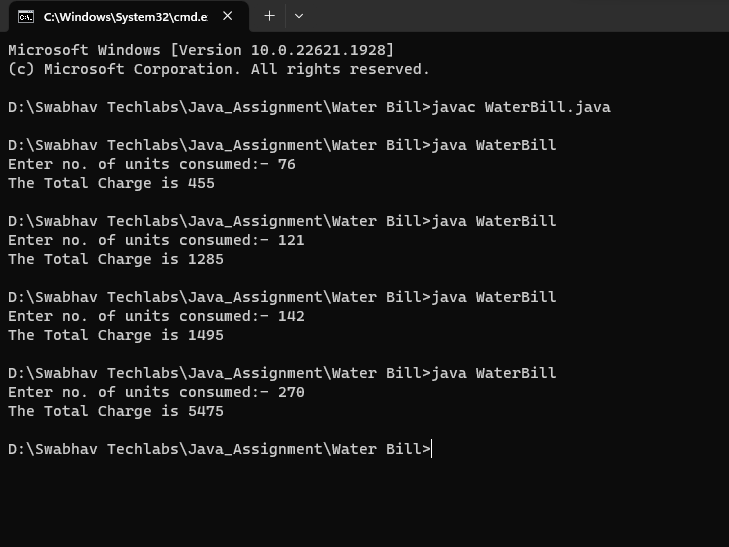 C:\Windows\System32\cmd.e
Microsoft Windows [Version 10.0.22621.1928]
(c) Microsoft Corporation. All rights reserved.
D:\Swabhav Techlabs\Java_Assignment\Water Bill>javac WaterBill.java
D:\Swabhav Techlabs\Java_Assignment\Water Bill>java WaterBill
Enter no. of units consumed:- 76
The Total Charge is 455
D:\Swabhav Techlabs\Java_Assignment\Water Bill>java WaterBill
Enter no. of units consumed:- 121
The Total Charge is 1285
D:\Swabhav Techlabs\Java_Assignment\Water Bill>java WaterBill
Enter no. of units consumed:- 142
The Total Charge is 1495
D:\Swabhav Techlabs\Java_Assignment\Water Bill>java WaterBill
Enter no. of units consumed:- 270
The Total Charge is 5475
D:\Swabhav Techlabs\Java_Assignment\Water Bill>